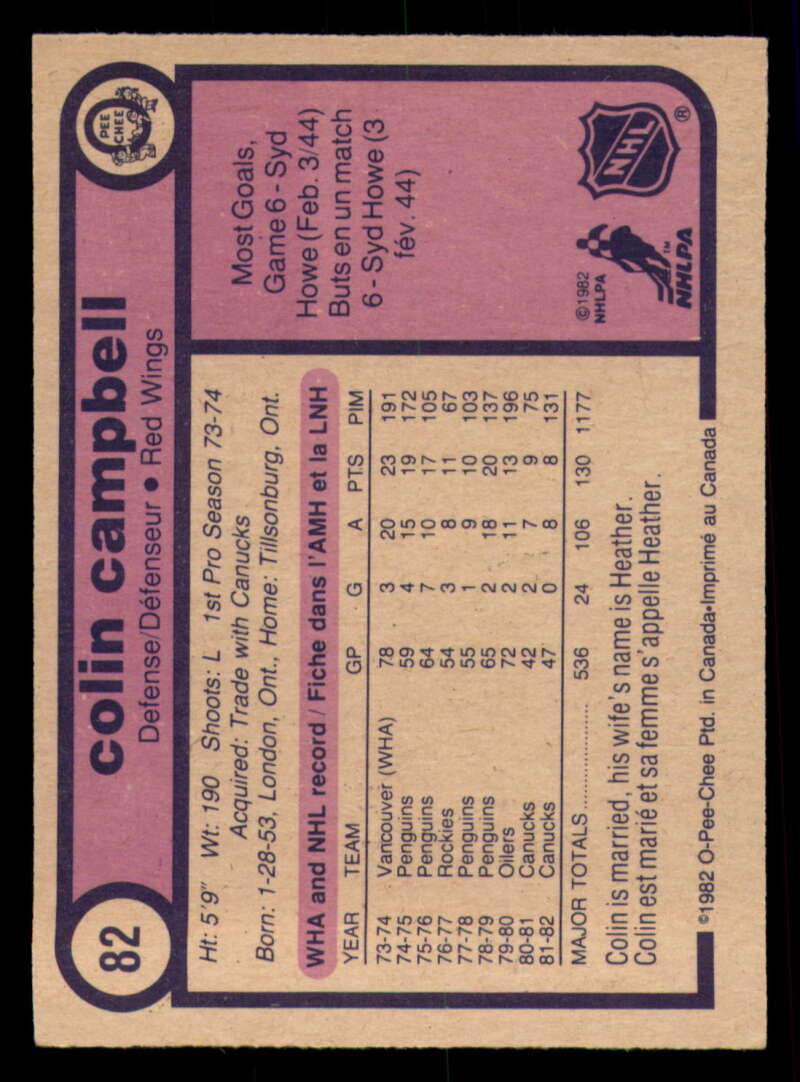 82
colin campbell
Defense/Défenseur • Red Wings
PEE
CHEE
Ht: 5'9" Wt: 190 Shoots: L 1st Pro Season 73-74
Acquired: Trade with Canucks
Born: 1-28-53, London, Ont., Home: Tillsonburg, Ont.
WHA and NHL record / Fiche dans l'AMH et la LNH
YEAR TEAM GP G A PTS PIM
73-74 Vancouver (WHA) 78 3 20 23 191
74-75 Penguins 59 4 15 19 172
75-76 Penguins 64 7 10 17 105
76-77 Rockies 54 3 8 11 67
77-78 Penguins 55 1 9 10 103
78-79 Penguins 65 2 18 20 137
79-80 Oilers 72 2 11 13 196
80-81 Canucks 42 2 7 9 75
81-82 Canucks 47 0 8 8 131
MAJOR TOTALS .................. 536 24 106 130 1177
Colin is married, his wife's name is Heather.
Colin est marié et sa femme s'appelle Heather.
©1982 O-Pee-Chee Ptd. in Canada•Imprimé au Canada
Most Goals,
Game 6 - Syd
Howe (Feb. 3/44)
Buts en un match
6 - Syd Howe (3
fév. 44)
©1982
NHLPA
NHLPA
TM
NHL
®